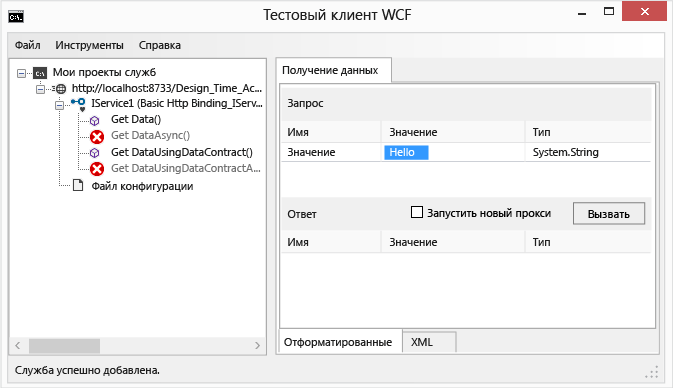 Тестовый клиент WCF
Файл Инструменты Справка
Мои проекты служб
http://localhost:8733/Design_Time_Ac...
IService1 (Basic Http Binding_IServ...
Get Data()
Get DataAsync()
Get DataUsingDataContract()
Get DataUsingDataContractA...
Файл конфигурации
Получение данных
Запрос
Имя Значение Тип
Значение Hello System.String
Ответ Запустить новый прокси Вызвать
Имя Значение Тип
Отформатированные XML
Служба успешно добавлена.